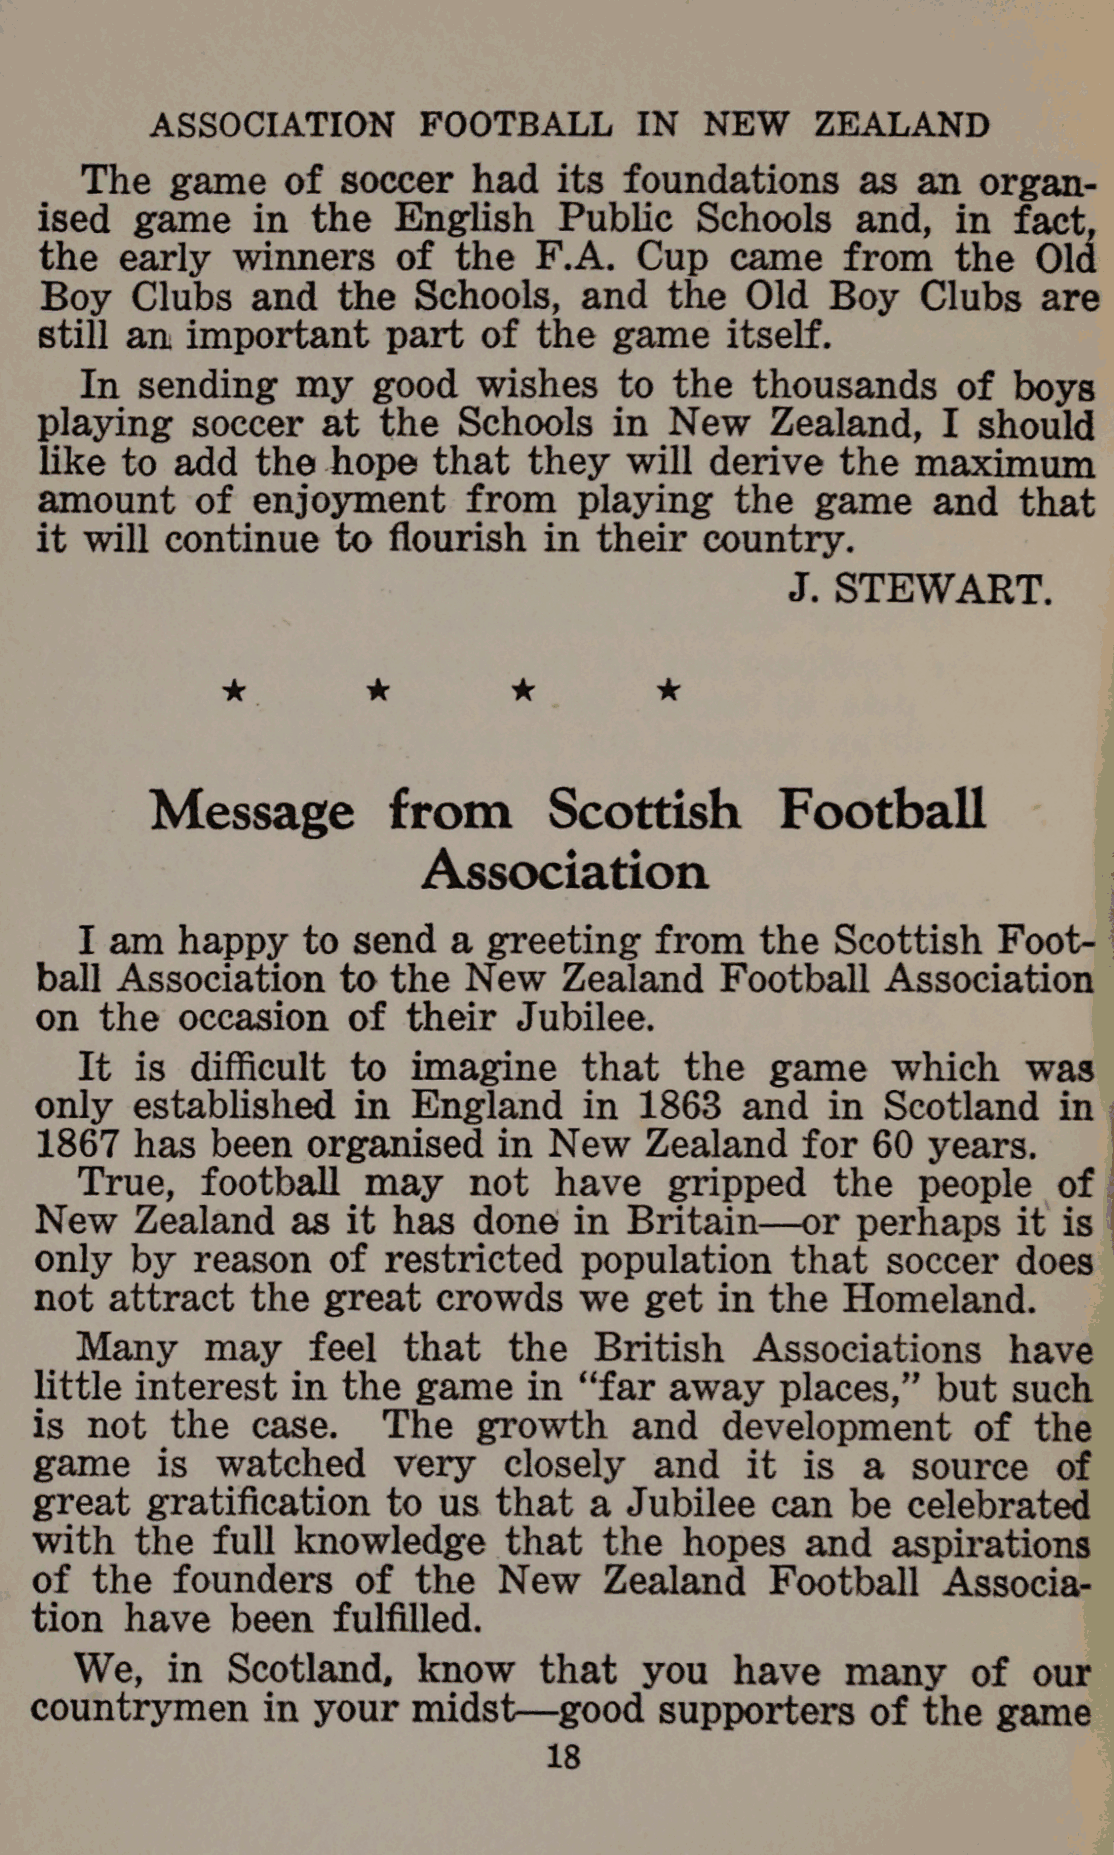 ASSOCIATION FOOTBALL IN NEW ZEALAND
The game of soccer had its foundations as an organ-
ised game in the English Public Schools and, in fact,
the early winners of the F.A. Cup came from the Old
Boy Clubs and the Schools, and the Old Boy Clubs are
still an important part of the game itself.
In sending my good wishes to the thousands of boys
playing soccer at the Schools in New Zealand, I should
like to add the hope that they will derive the maximum
amount of enjoyment from playing the game and that
it will continue to flourish in their country.
J. STEWART.
★ ★ ★ ★
Message from Scottish Football
Association
I am happy to send a greeting from the Scottish Foot-
ball Association to the New Zealand Football Association
on the occasion of their Jubilee.
It is difficult to imagine that the game which was
only established in England in 1863 and in Scotland in
1867 has been organised in New Zealand for 60 years.
True, football may not have gripped the people of
New Zealand as it has done in Britain—or perhaps it is
only by reason of restricted population that soccer does
not attract the great crowds we get in the Homeland.
Many may feel that the British Associations have
little interest in the game in "far away places," but such
is not the case. The growth and development of the
game is watched very closely and it is a source of
great gratification to us that a Jubilee can be celebrated
with the full knowledge that the hopes and aspirations
of the founders of the New Zealand Football Associa-
tion have been fulfilled.
We, in Scotland, know that you have many of our
countrymen in your midst—good supporters of the game
18